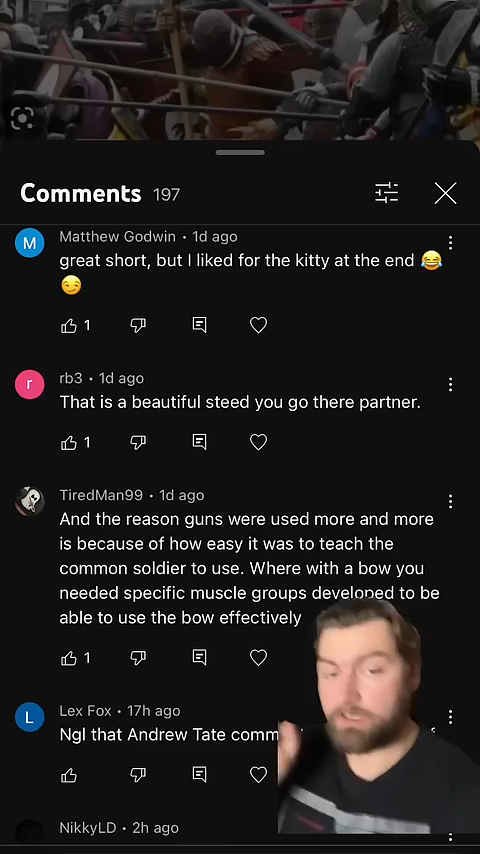 Comments 197
M
Matthew Godwin • 1d ago
great short, but I liked for the kitty at the end 😂
😏
1
r
rb3 • 1d ago
That is a beautiful steed you go there partner.
1
TiredMan99 • 1d ago
And the reason guns were used more and more
is because of how easy it was to teach the
common soldier to use. Where with a bow you
needed specific muscle groups developed to be
able to use the bow effectively
1
L
Lex Fox • 17h ago
Ngl that Andrew Tate comm
NikkyLD • 2h ago